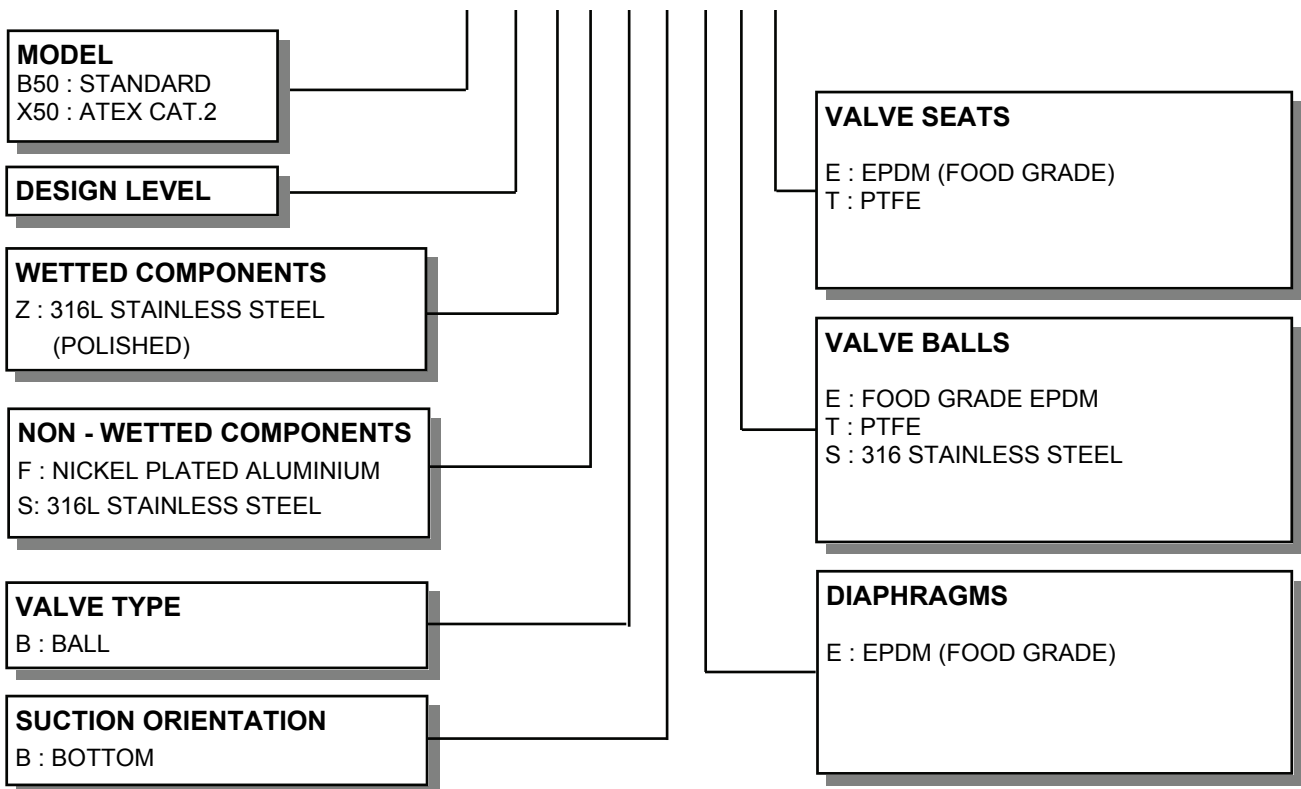 MODEL
B50 : STANDARD
X50 : ATEX CAT.2
DESIGN LEVEL
WETTED COMPONENTS
Z : 316L STAINLESS STEEL
(POLISHED)
NON - WETTED COMPONENTS
F : NICKEL PLATED ALUMINIUM
S: 316L STAINLESS STEEL
VALVE TYPE
B : BALL
SUCTION ORIENTATION
B : BOTTOM
VALVE SEATS
E : EPDM (FOOD GRADE)
T : PTFE
VALVE BALLS
E : FOOD GRADE EPDM
T : PTFE
S : 316 STAINLESS STEEL
DIAPHRAGMS
E : EPDM (FOOD GRADE)